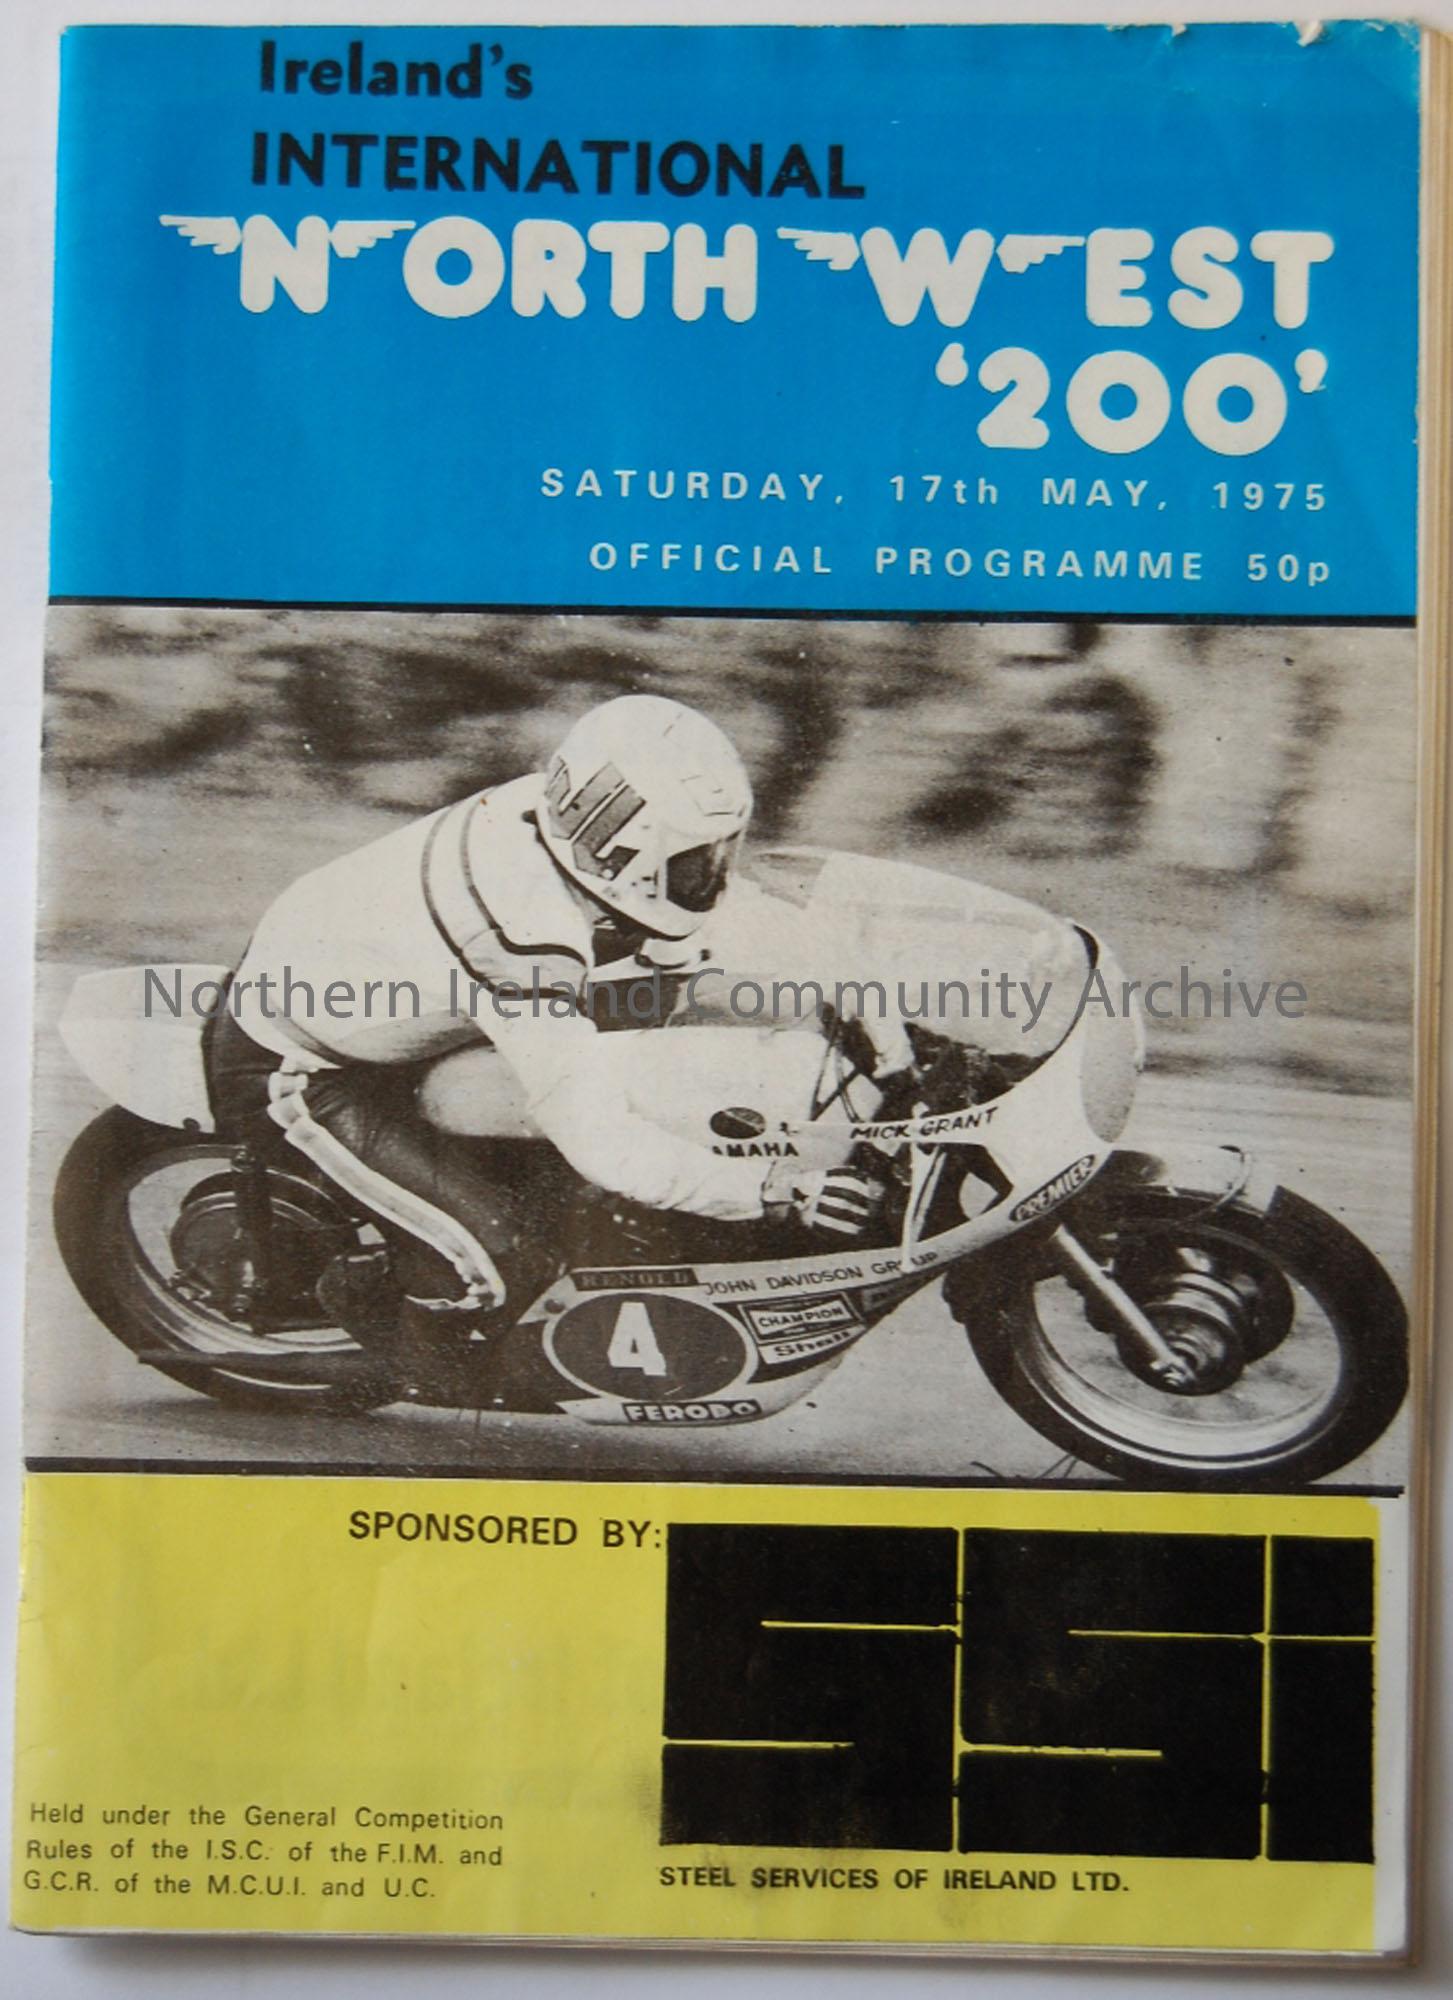 Ireland's
INTERNATIONAL
NORTH WEST
'200'
SATURDAY, 17th MAY, 1975
OFFICIAL PROGRAMME 50p
Northern Ireland Community Archive
MICK GRANT
AMAHA
PREMIER
RENOLD JOHN DAVIDSON GROUP
4
CHAMPION
Shell
FERODO
SPONSORED BY:
SSI
STEEL SERVICES OF IRELAND LTD.
Held under the General Competition
Rules of the I.S.C. of the F.I.M. and
G.C.R. of the M.C.U.I. and U.C.